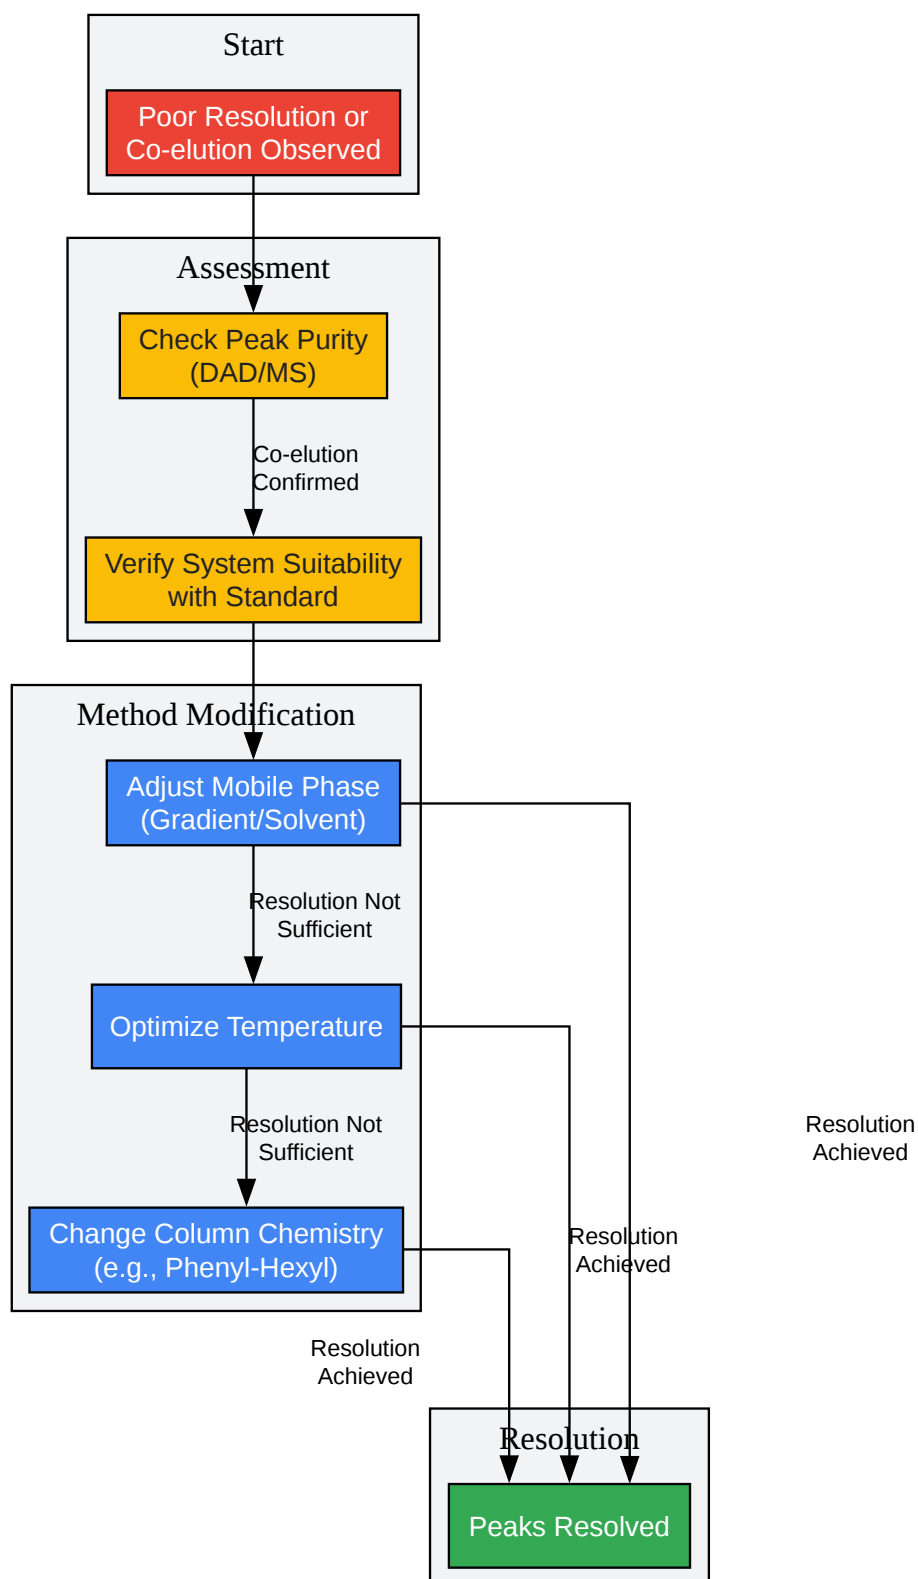 Start
Poor Resolution or
Co-elution Observed
Assessment
Check Peak Purity
(DAD/MS)
Co-elution
Confirmed
Verify System Suitability
with Standard
Method Modification
Adjust Mobile Phase
(Gradient/Solvent)
Resolution Not
Sufficient
Optimize Temperature
Resolution Not
Sufficient
Resolution
Achieved
Change Column Chemistry
(e.g., Phenyl-Hexyl)
Resolution
Achieved
Resolution
Achieved
Resolution
Peaks Resolved